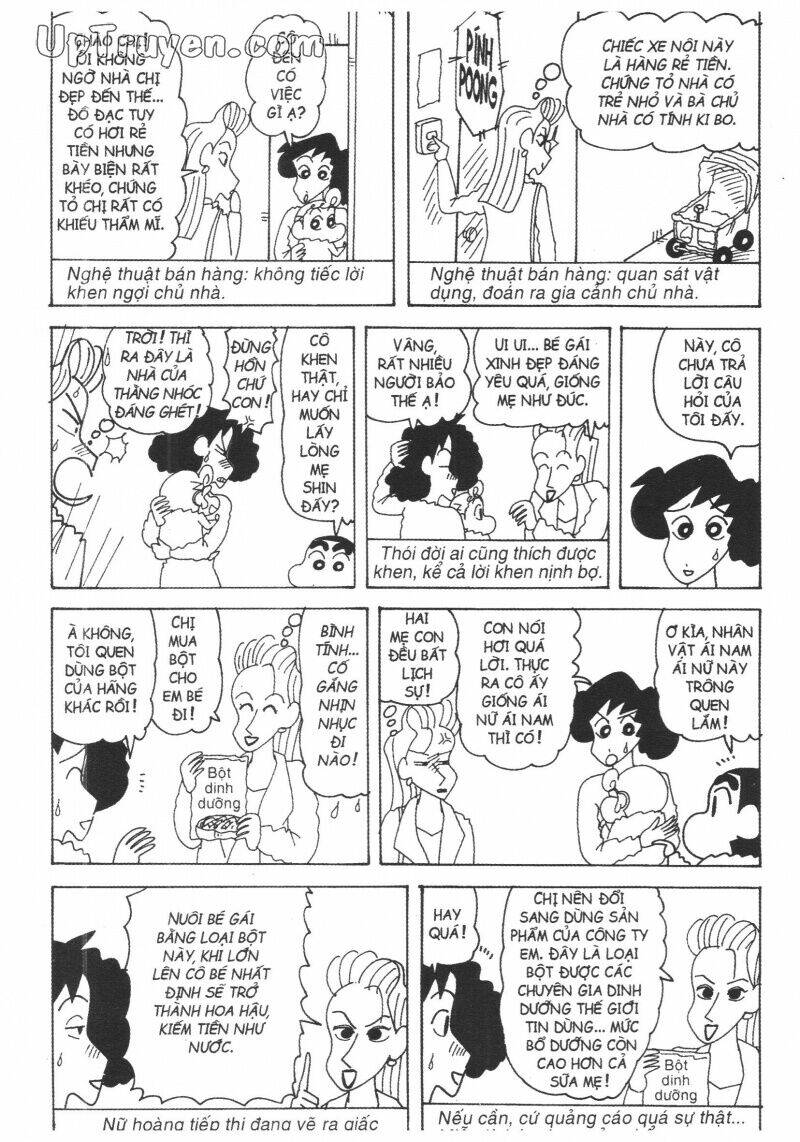 UpTruyen.com
CHIẾC XE NÔI NÀY
LÀ HÀNG RẺ TIỀN.
CHỨNG TỎ NHÀ CÓ
TRẺ NHỎ VÀ BÀ CHỦ
NHÀ CÓ TÍNH KI BO.
PÍNH
POONG
Nghệ thuật bán hàng: quan sát vật
dụng, đoán ra gia cảnh chủ nhà.
ĐẾN
CÓ
VIỆC
GÌ Ạ?
CHÀO CHỊ!
ÔI KHÔNG
NGỜ NHÀ CHỊ
ĐẸP ĐẾN THẾ...
ĐỒ ĐẠC TUY
CÓ HƠI RẺ
TIỀN NHƯNG
BÀY BIỆN RẤT
KHÉO, CHỨNG
TỎ CHỊ RẤT CÓ
KHIẾU THẨM MĨ.
Nghệ thuật bán hàng: không tiếc lời
khen ngợi chủ nhà.
NÀY, CÔ
CHƯA TRẢ
LỜI CÂU
HỎI CỦA
TÔI ĐẤY.
UI UI... BÉ GÁI
XINH ĐẸP ĐÁNG
YÊU QUÁ, GIỐNG
MẸ NHƯ ĐÚC.
VÂNG,
RẤT NHIỀU
NGƯỜI BẢO
THẾ Ạ!
Thói đời ai cũng thích được
khen, kể cả lời khen nịnh bợ.
CÔ
KHEN
THẬT,
HAY CHỈ
MUỐN
LẤY
LÒNG
MẸ
SHIN
ĐẤY?
ĐỪNG
HỖN
CHỨ
CON!
TRỜI! THÌ
RA ĐÂY LÀ
NHÀ CỦA
THẰNG NHÓC
ĐÁNG GHÉT!
Ơ KÌA, NHÂN
VẬT ÁI NAM
ÁI NỮ NÀY
TRÔNG
QUEN
LẮM!
CON NÓI
HƠI QUÁ
LỜI. THỰC
RA CÔ ẤY
GIỐNG ÁI
NỮ ÁI NAM
THÌ CÓ!
HAI
MẸ CON
ĐỀU BẤT
LỊCH
SỰ!
BÌNH
TĨNH...
CỐ
GẮNG
NHỊN
NHỤC
ĐI
NÀO!
CHỊ
MUA
BỘT
CHO
EM BÉ
ĐI!
Bột
dinh
dưỡng
À KHÔNG,
TÔI QUEN
DÙNG BỘT
CỦA HÃNG
KHÁC RỒI!
CHỊ NÊN ĐỔI
SANG DÙNG SẢN
PHẨM CỦA CÔNG TY
EM. ĐÂY LÀ LOẠI
BỘT ĐƯỢC CÁC
CHUYÊN GIA DINH
DƯỠNG THẾ GIỚI
TIN DÙNG... MỨC
BỔ DƯỠNG CÒN
CAO HƠN CẢ
SỮA MẸ!
HAY
QUÁ!
Bột
dinh
dưỡng
Nếu cần, cứ quảng cáo quá sự thật...
NUÔI BÉ GÁI
BẰNG LOẠI BỘT
NÀY, KHI LỚN
LÊN CÔ BÉ NHẤT
ĐỊNH SẼ TRỞ
THÀNH HOA HẬU,
KIẾM TIỀN NHƯ
NƯỚC.
Nữ hoàng tiếp thị đang vẽ ra giấc